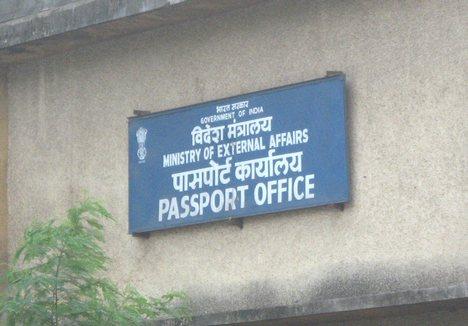 भारत सरकार
GOVERNMENT OF INDIA
विदेश मंत्रालय
MINISTRY OF EXTERNAL AFFAIRS
पासपोर्ट कार्यालय
PASSPORT OFFICE